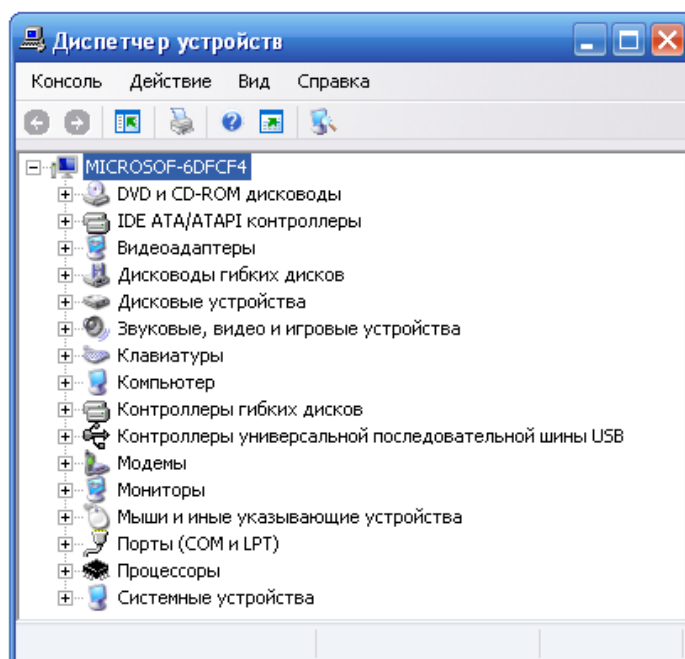 Диспетчер устройств
Консоль Действие Вид Справка
MICROSOF-6DFCF4
DVD и CD-ROM дисководы
IDE ATA/ATAPI контроллеры
Видеоадаптеры
Дисководы гибких дисков
Дисковые устройства
Звуковые, видео и игровые устройства
Клавиатуры
Компьютер
Контроллеры гибких дисков
Контроллеры универсальной последовательной шины USB
Модемы
Мониторы
Мыши и иные указывающие устройства
Порты (COM и LPT)
Процессоры
Системные устройства